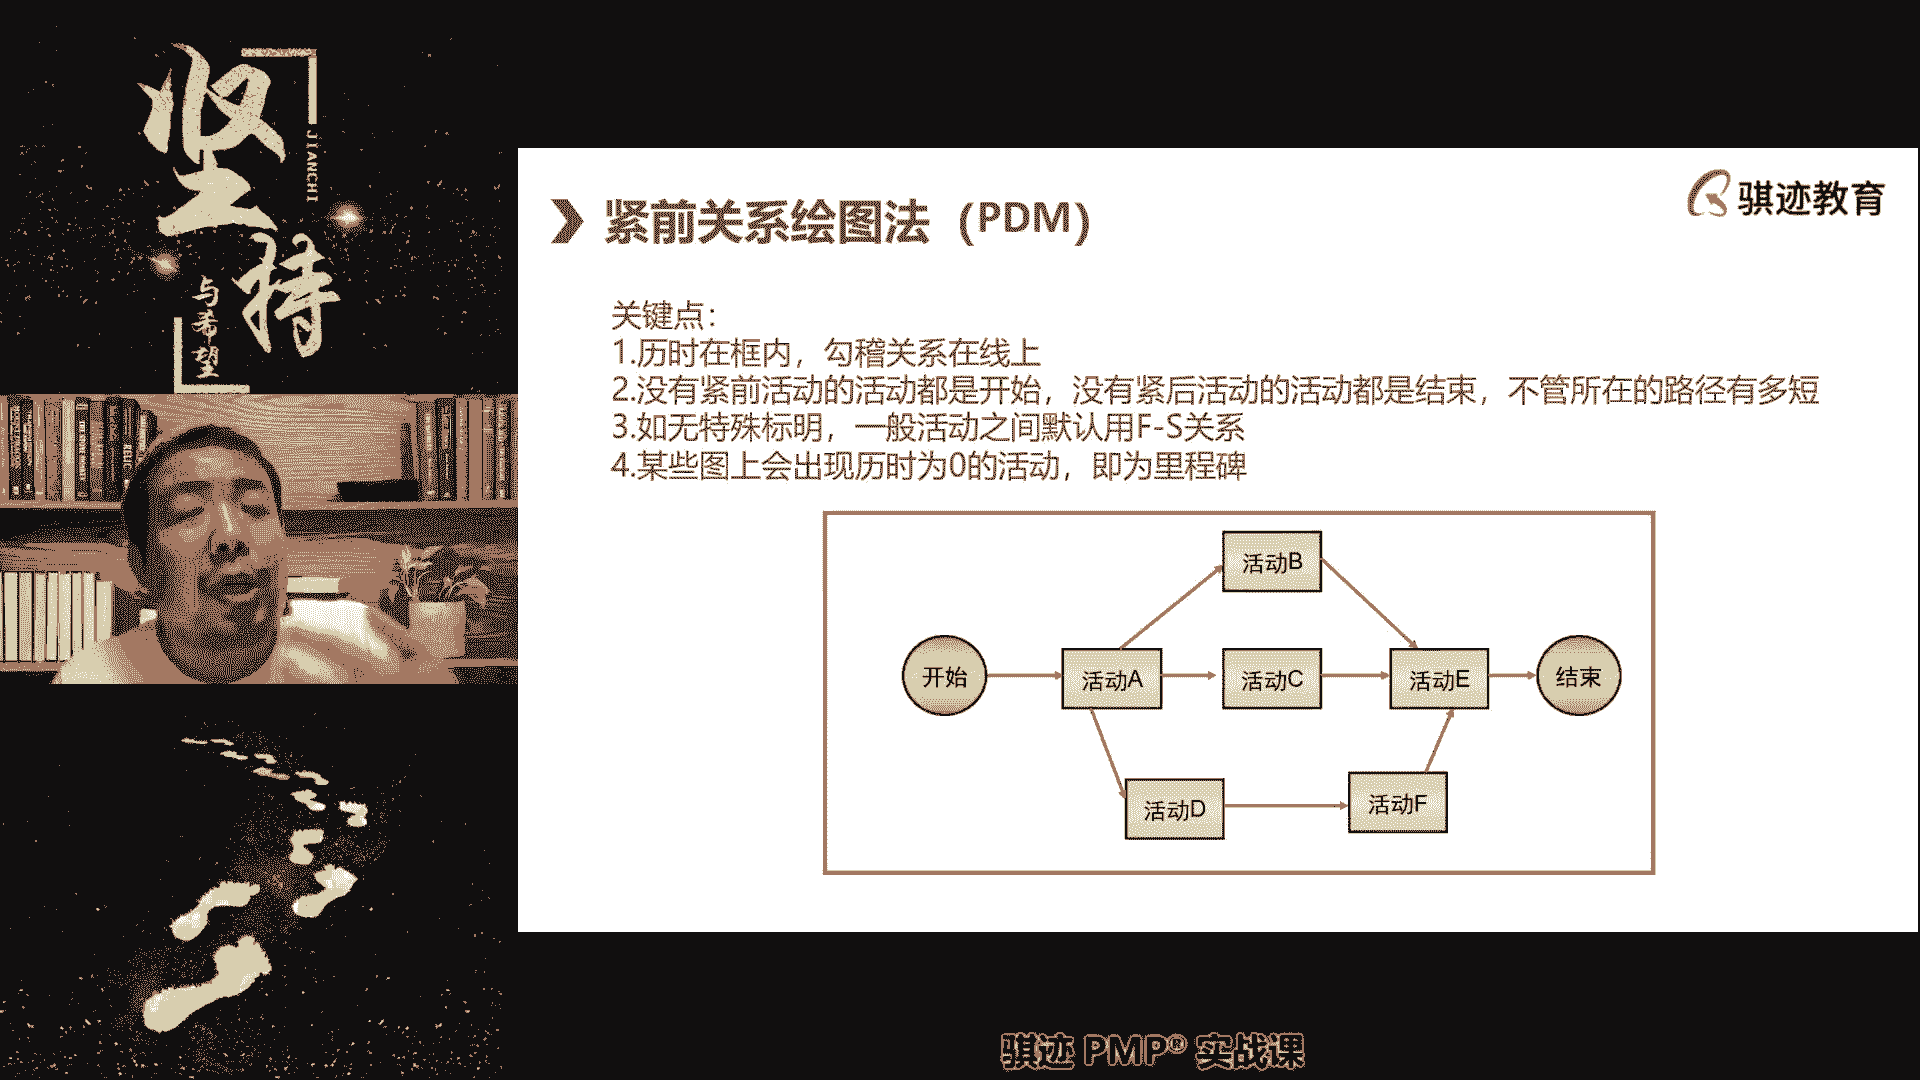 坚
JIANCHI
持
与希望
骐迹教育
紧前关系绘图法（PDM）
关键点：
1.历时在框内，勾稽关系在线上
2.没有紧前活动的活动都是开始，没有紧后活动的活动都是结束，不管所在的路径有多短
3.如无特殊标明，一般活动之间默认用F-S关系
4.某些图上会出现历时为0的活动，即为里程碑
活动B
开始
活动A
活动C
活动E
结束
活动D
活动F
骐迹 PMP® 实战课